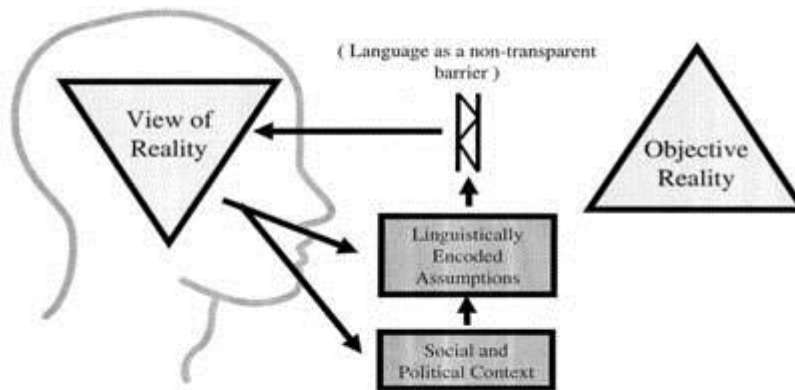 ( Language as a non-transparent
barrier )
View of
Reality
Objective
Reality
Linguistically
Encoded
Assumptions
Social and
Political Context